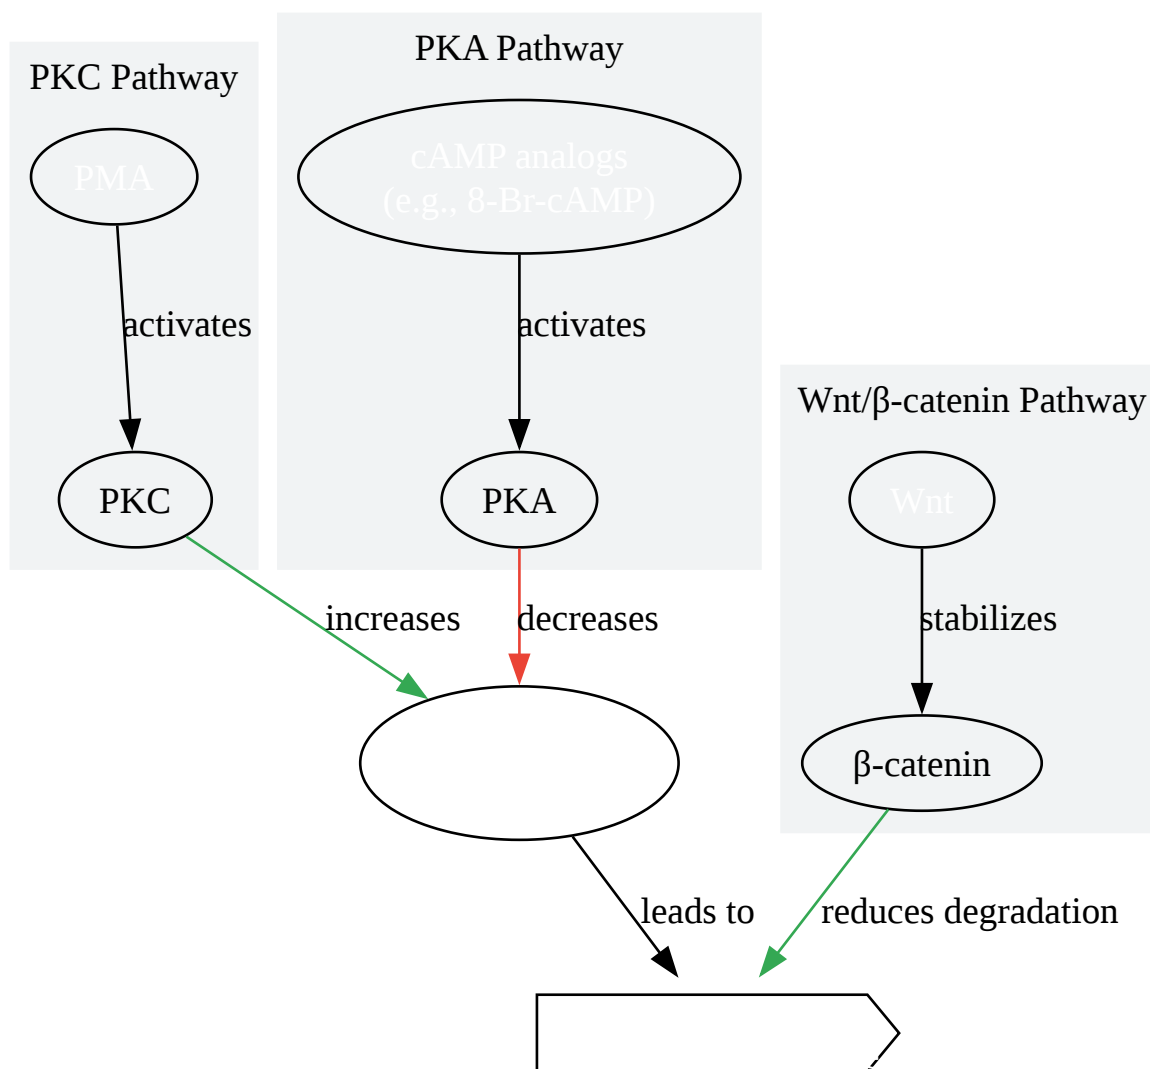 PKA Pathway
PKC Pathway
cAMP analogs
(e.g., 8-Br-cAMP)
PMA
activates
activates
Wnt/β-catenin Pathway
PKC
PKA
Wnt
increases
decreases
stabilizes
β-catenin
leads to
reduces degradation